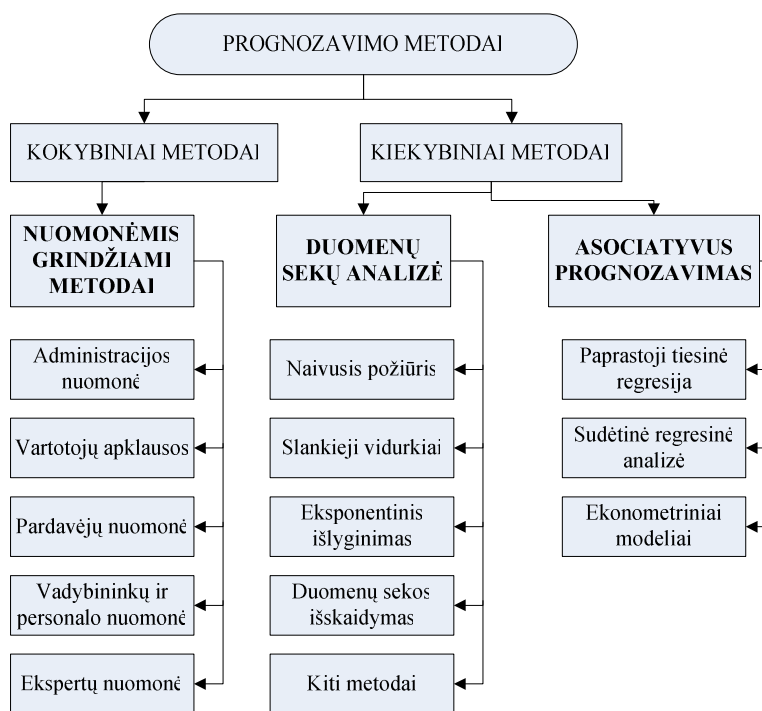 PROGNOZAVIMO METODAI
KOKYBINIAI METODAI
KIEKYBINIAI METODAI
NUOMONĖMIS
GRINDŽIAMI
METODAI
DUOMENŲ
SEKŲ ANALIZĖ
ASOCIATYVUS
PROGNOZAVIMAS
Administracijos
nuomonė
Vartotojų apklausos
Pardavėjų nuomonė
Vadybininkų ir
personalo nuomonė
Ekspertų nuomonė
Naivusis požiūris
Slankieji vidurkiai
Eksponentinis
išlyginimas
Duomenų sekos
išskaidymas
Kiti metodai
Paprastoji tiesinė
regresija
Sudėtinė regresinė
analizė
Ekonometriniai
modeliai